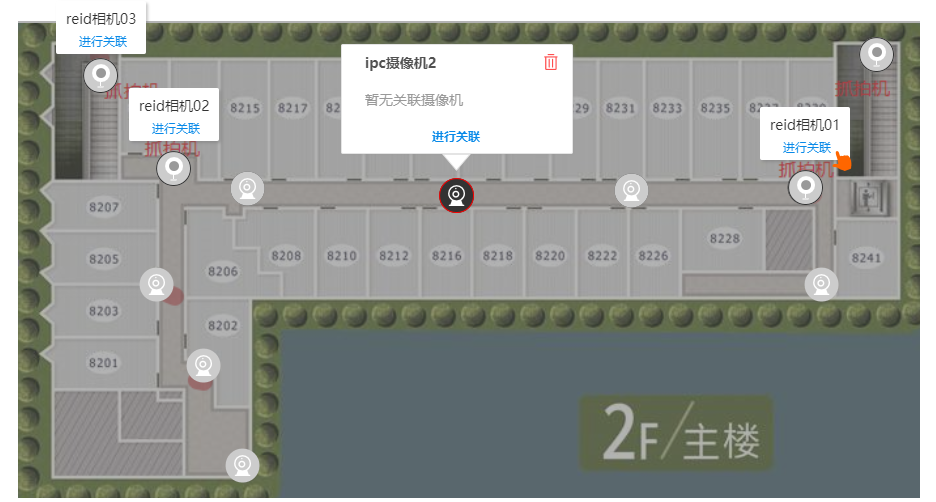 reid相机03
进行关联
抓拍机
reid相机02
进行关联
抓拍机
ipc摄像机2
暂无关联摄像机
进行关联
reid相机01
进行关联
抓拍机
抓拍机
8215
8217
8231
8233
8235
8207
8205
8203
8201
8206
8202
8208
8210
8212
8216
8218
8220
8222
8226
8228
8241
2F/主楼